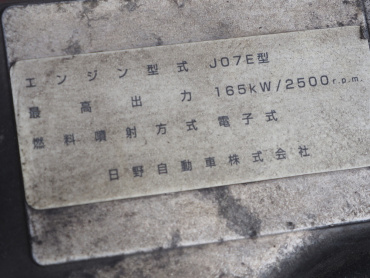 エンジン型式 J07E型
最高出力 165kW/2500r.p.m.
燃料噴射方式 電子式
日野自動車株式会社